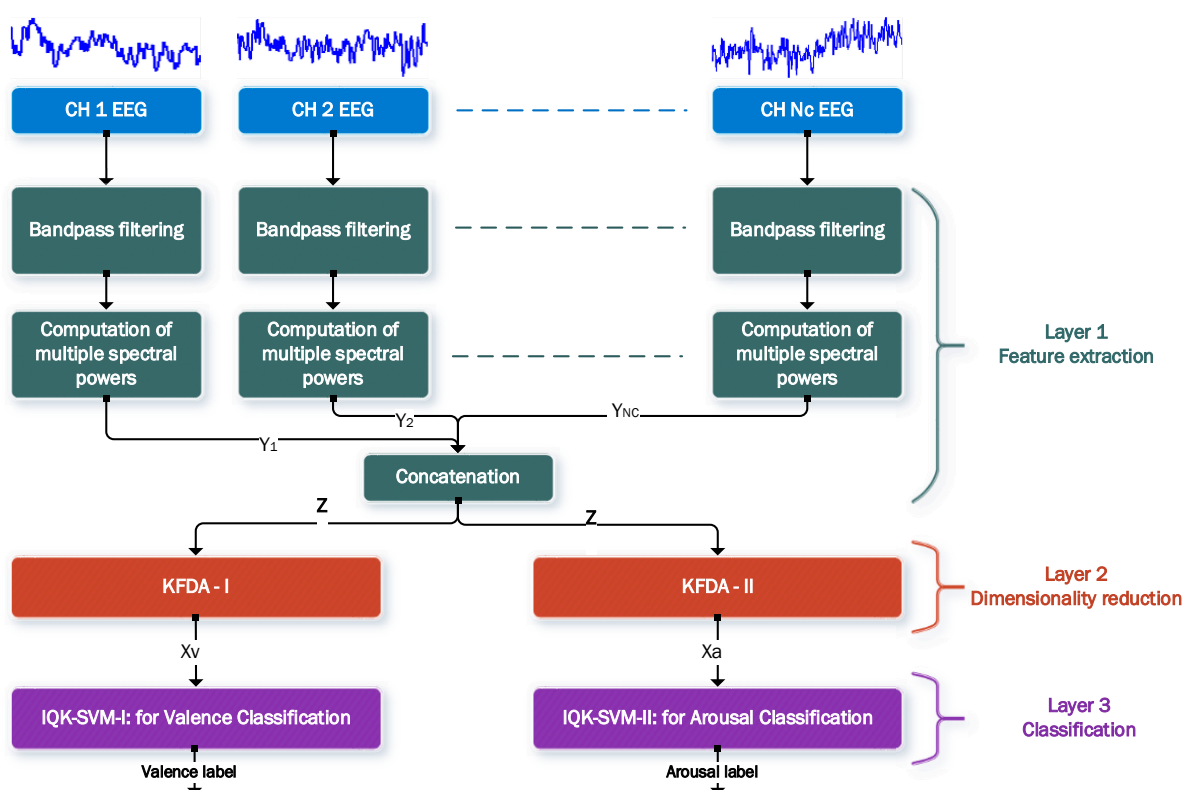 CH 1 EEG
CH 2 EEG
CH Nc EEG
Bandpass filtering
Bandpass filtering
Bandpass filtering
Computation of
multiple spectral
powers
Computation of
multiple spectral
powers
Computation of
multiple spectral
powers
Layer 1
Feature extraction
Y1
Y2
YNC
Concatenation
Z
Z
KFDA - I
KFDA - II
Layer 2
Dimensionality reduction
Xv
Xa
IQK-SVM-I: for Valence Classification
IQK-SVM-II: for Arousal Classification
Layer 3
Classification
Valence label
Arousal label